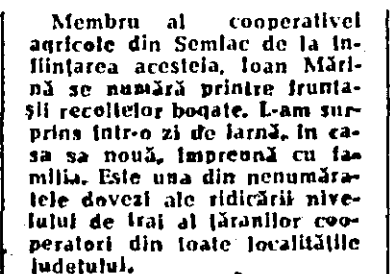 Membru al cooperativei
agricole din Semlac de la în-
ființarea acesteia, Ioan Mări-
nă se numără printre frunta-
șii recoltelor bogate. L-am sur-
prins într-o zi de iarnă, în ca-
sa sa nouă, împreună cu fa-
milia. Este una din nenumăra-
tele dovezi ale ridicării nive-
lului de trai al țăranilor coo-
peratori din toate localitățile
județului.